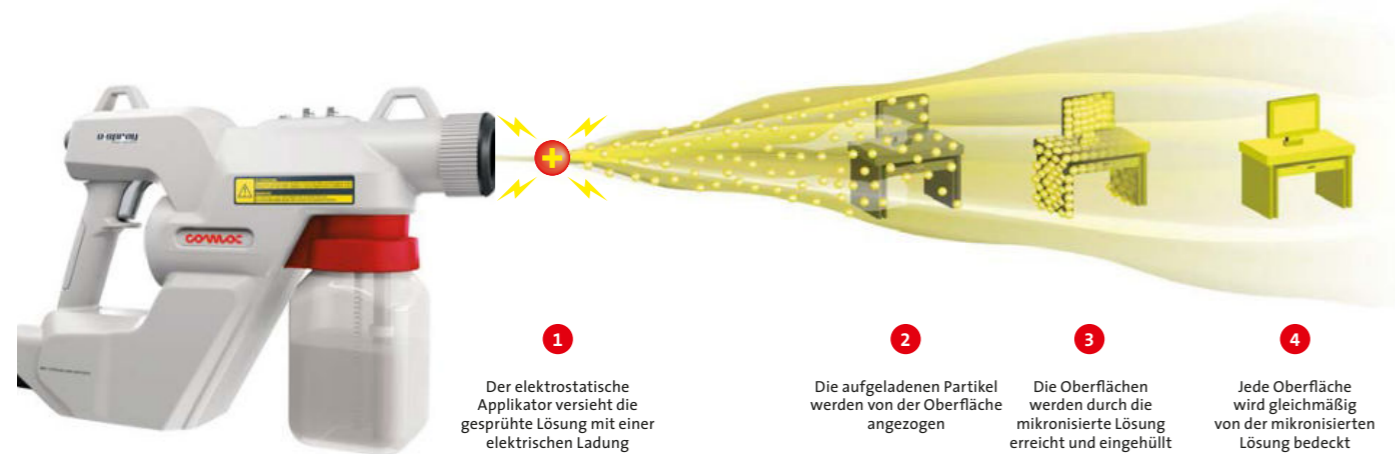 e-spray
COMAC
1
Der elektrostatische
Applikator versieht die
gesprühte Lösung mit einer
elektrischen Ladung
2
Die aufgeladenen Partikel
werden von der Oberfläche
angezogen
3
Die Oberflächen
werden durch die
mikronisierte Lösung
erreicht und eingehüllt
4
Jede Oberfläche
wird gleichmäßig
von der mikronisierten
Lösung bedeckt